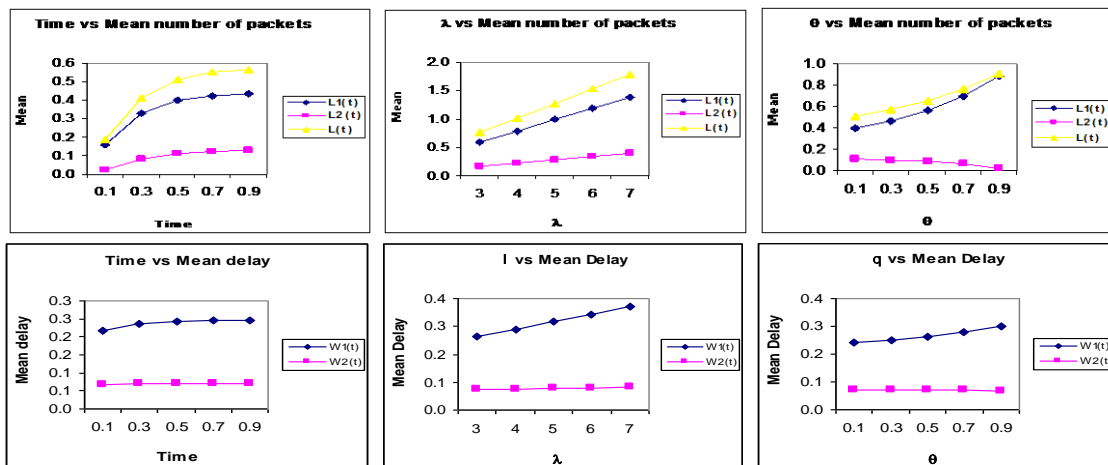 Time vs Mean number of packets
Mean
0.6
0.5
0.4
0.3
0.2
0.1
0.0
0.1 0.3 0.5 0.7 0.9
Time
L1(t)
L2(t)
L(t)
λ vs Mean number of packets
Mean
2.0
1.5
1.0
0.5
0.0
3 4 5 6 7
λ
L1(t)
L2(t)
L(t)
θ vs Mean number of packets
Mean
1.0
0.8
0.6
0.4
0.2
0.0
0.1 0.3 0.5 0.7 0.9
θ
L1(t)
L2(t)
L(t)
Time vs Mean delay
Mean delay
0.3
0.3
0.2
0.2
0.1
0.1
0.0
0.1 0.3 0.5 0.7 0.9
Time
W1(t)
W2(t)
l vs Mean Delay
Mean Delay
0.4
0.3
0.2
0.1
0.0
3 4 5 6 7
λ
W1(t)
W2(t)
q vs Mean Delay
Mean Delay
0.4
0.3
0.2
0.1
0.0
0.1 0.3 0.5 0.7 0.9
θ
W1(t)
W2(t)